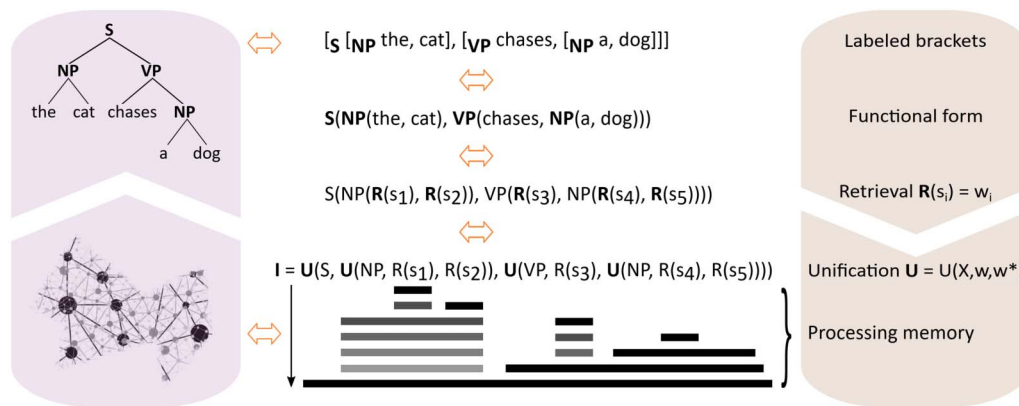 S
NP VP
the cat chases NP
a dog
[S [NP the, cat], [VP chases, [NP a, dog]]]
S(NP(the, cat), VP(chases, NP(a, dog)))
S(NP(R(s1), R(s2)), VP(R(s3), NP(R(s4), R(s5))))
I = U(S, U(NP, R(s1), R(s2)), U(VP, R(s3), U(NP, R(s4), R(s5))))
Labeled brackets
Functional form
Retrieval R(si) = wi
Unification U = U(X,w,w*
Processing memory